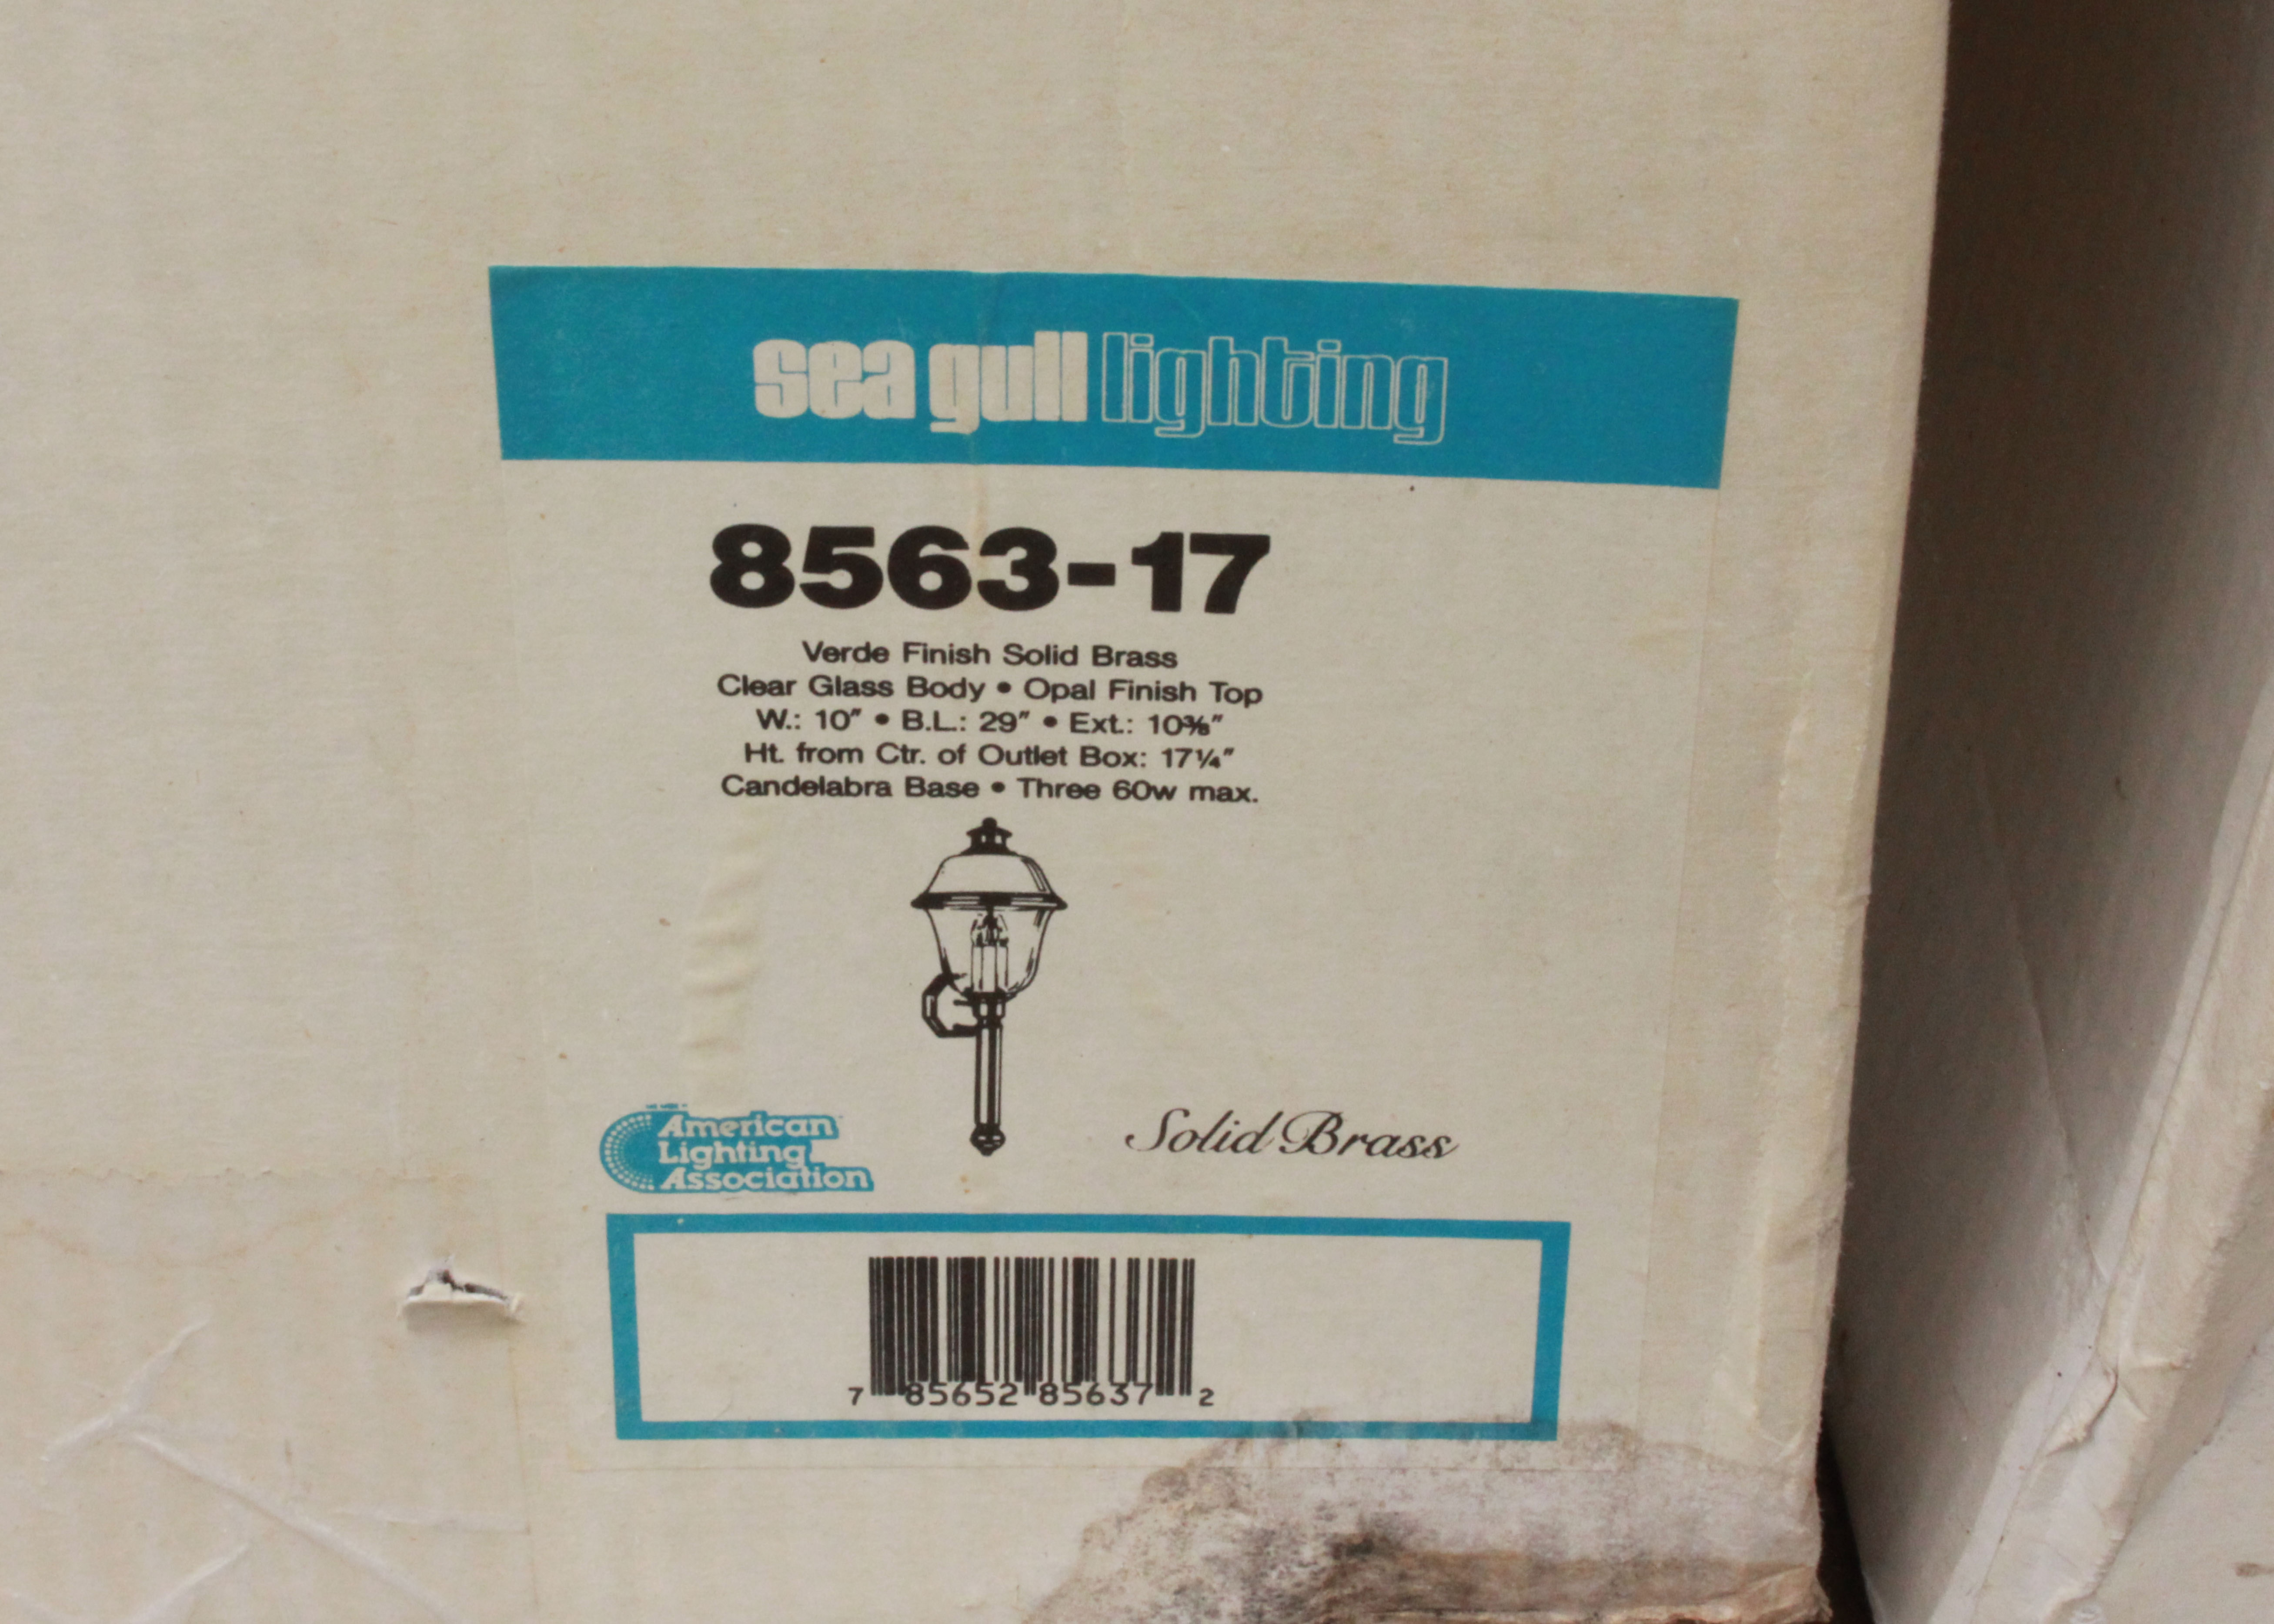 sea gull lighting
8563-17
Verde Finish Solid Brass
Clear Glass Body • Opal Finish Top
W.: 10" • B.L.: 29" • Ext.: 10⅜"
Ht. from Ctr. of Outlet Box: 17¼"
Candelabra Base • Three 60w max.
American
Lighting
Association
Solid Brass
7 85652 85637 2